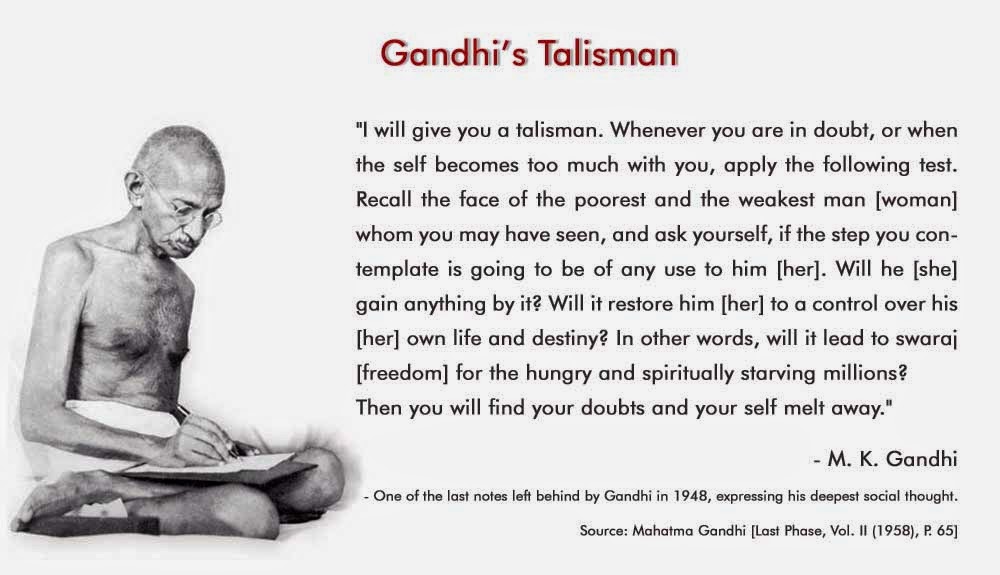 Gandhi's Talisman
"I will give you a talisman. Whenever you are in doubt, or when
the self becomes too much with you, apply the following test.
Recall the face of the poorest and the weakest man [woman]
whom you may have seen, and ask yourself, if the step you con-
template is going to be of any use to him [her]. Will he [she]
gain anything by it? Will it restore him [her] to a control over his
[her] own life and destiny? In other words, will it lead to swaraj
[freedom] for the hungry and spiritually starving millions?
Then you will find your doubts and your self melt away."
- M. K. Gandhi
- One of the last notes left behind by Gandhi in 1948, expressing his deepest social thought.
Source: Mahatma Gandhi [Last Phase, Vol. II (1958), P. 65]